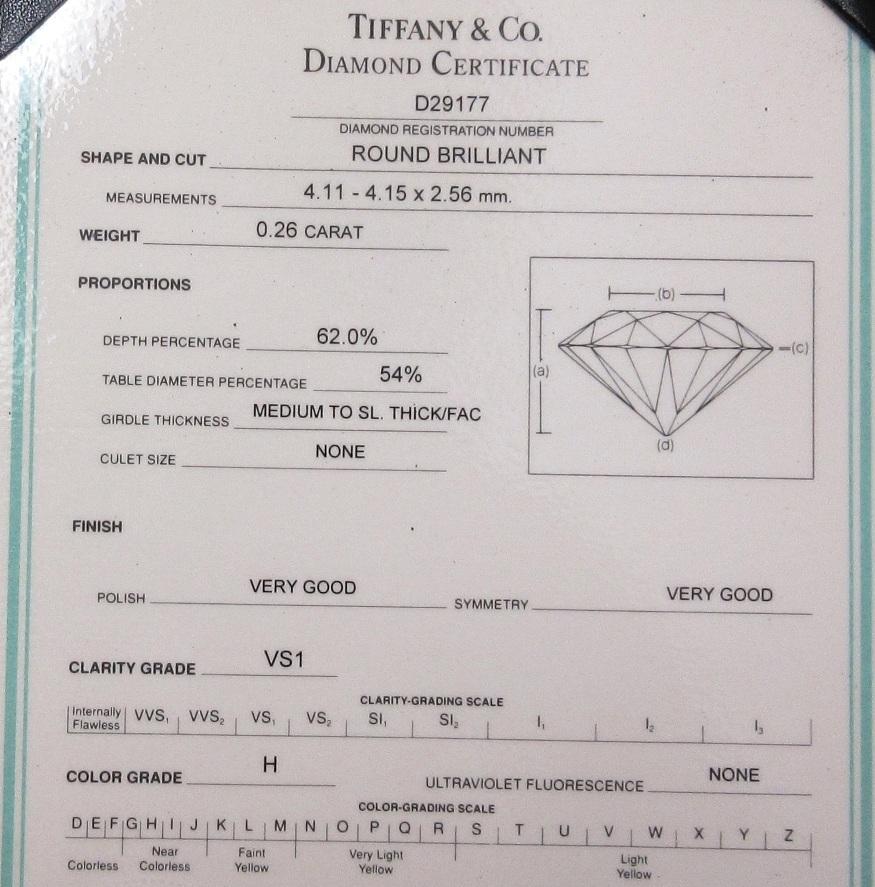 TIFFANY & CO.
DIAMOND CERTIFICATE
D29177
DIAMOND REGISTRATION NUMBER
SHAPE AND CUT ROUND BRILLIANT
MEASUREMENTS 4.11 - 4.15 x 2.56 mm.
WEIGHT 0.26 CARAT
PROPORTIONS
(b)
DEPTH PERCENTAGE 62.0%
(c)
(a)
TABLE DIAMETER PERCENTAGE 54%
GIRDLE THICKNESS MEDIUM TO SL. THICK/FAC
CULET SIZE NONE
(d)
FINISH
POLISH VERY GOOD SYMMETRY VERY GOOD
CLARITY GRADE VS1
CLARITY-GRADING SCALE
Internally Flawless VVS₁ VVS₂ VS₁ VS₂ SI₁ SI₂ I₁ I₂ I₃
COLOR GRADE H ULTRAVIOLET FLUORESCENCE NONE
COLOR-GRADING SCALE
D E F G H I J K L M N O P Q R S T U V W X Y Z
Colorless Near Colorless Faint Yellow Very Light Yellow Light Yellow